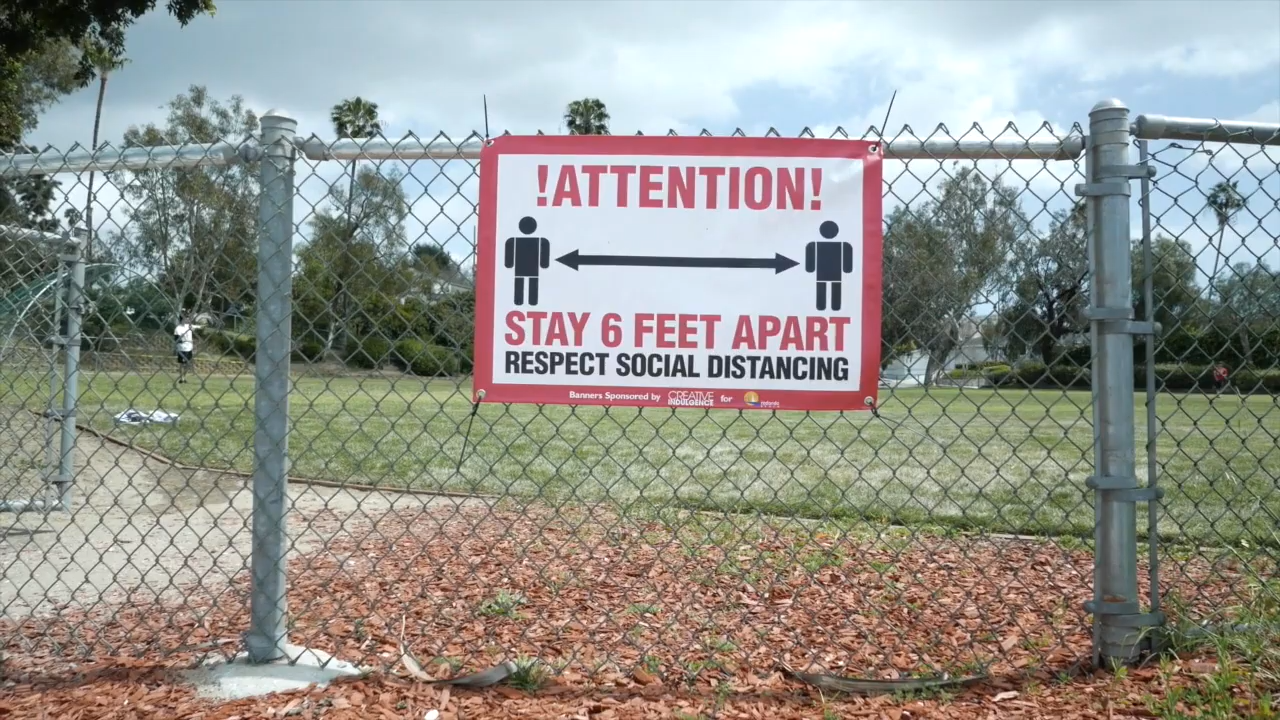 !ATTENTION!
STAY 6 FEET APART
RESPECT SOCIAL DISTANCING
Banners Sponsored by CREATIVE INDULGENCE for